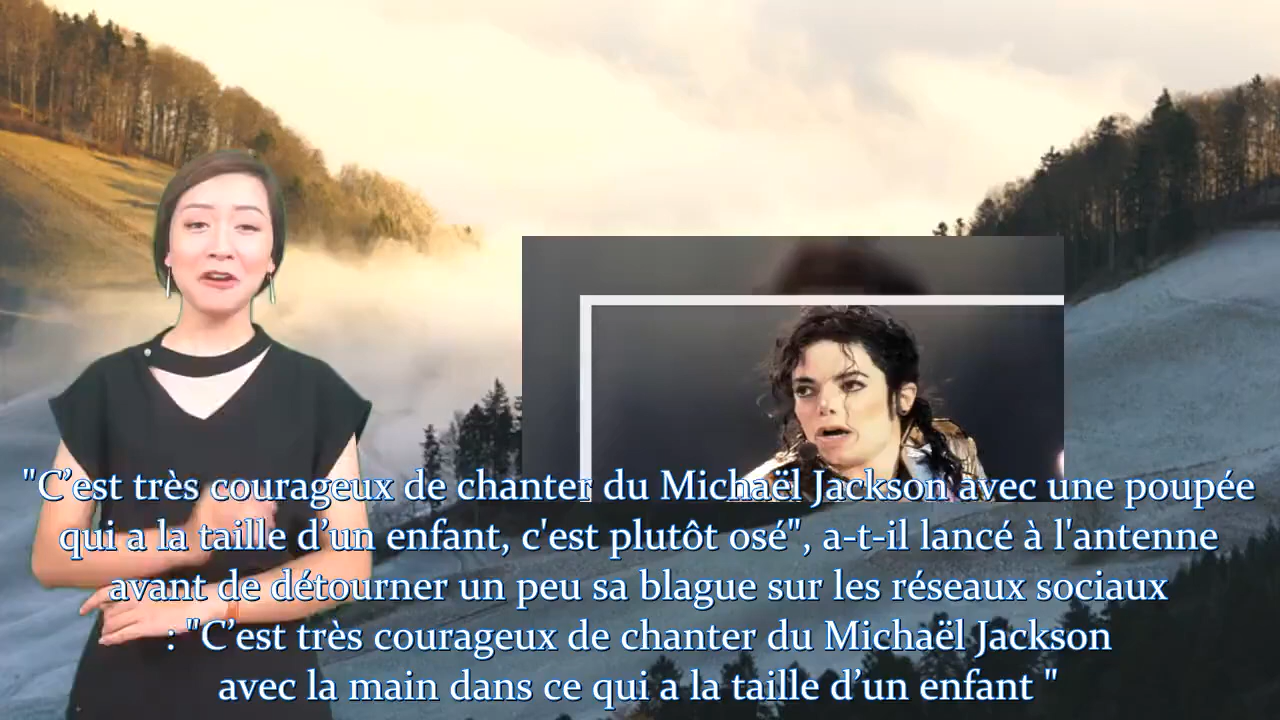 "C’est très courageux de chanter du Michaël Jackson avec une poupée
qui a la taille d’un enfant, c'est plutôt osé", a-t-il lancé à l'antenne
avant de détourner un peu sa blague sur les réseaux sociaux
: "C’est très courageux de chanter du Michaël Jackson
avec la main dans ce qui a la taille d’un enfant "